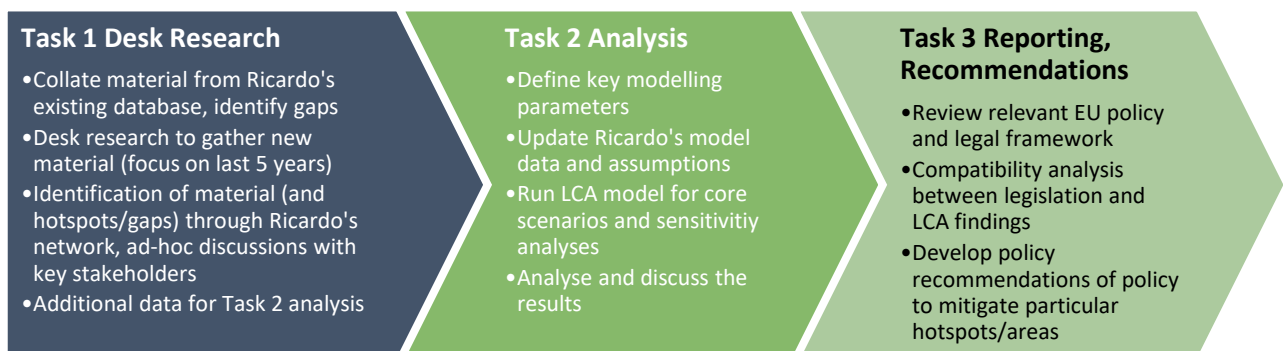 Task 1 Desk Research
•Collate material from Ricardo's
existing database, identify gaps
•Desk research to gather new
material (focus on last 5 years)
•Identification of material (and
hotspots/gaps) through Ricardo's
network, ad-hoc discussions with
key stakeholders
•Additional data for Task 2 analysis
Task 2 Analysis
•Define key modelling
parameters
•Update Ricardo's model
data and assumptions
•Run LCA model for core
scenarios and sensitivitiy
analyses
•Analyse and discuss the
results
Task 3 Reporting,
Recommendations
•Review relevant EU policy
and legal framework
•Compatibility analysis
between legislation and
LCA findings
•Develop policy
recommendations of policy
to mitigate particular
hotspots/areas